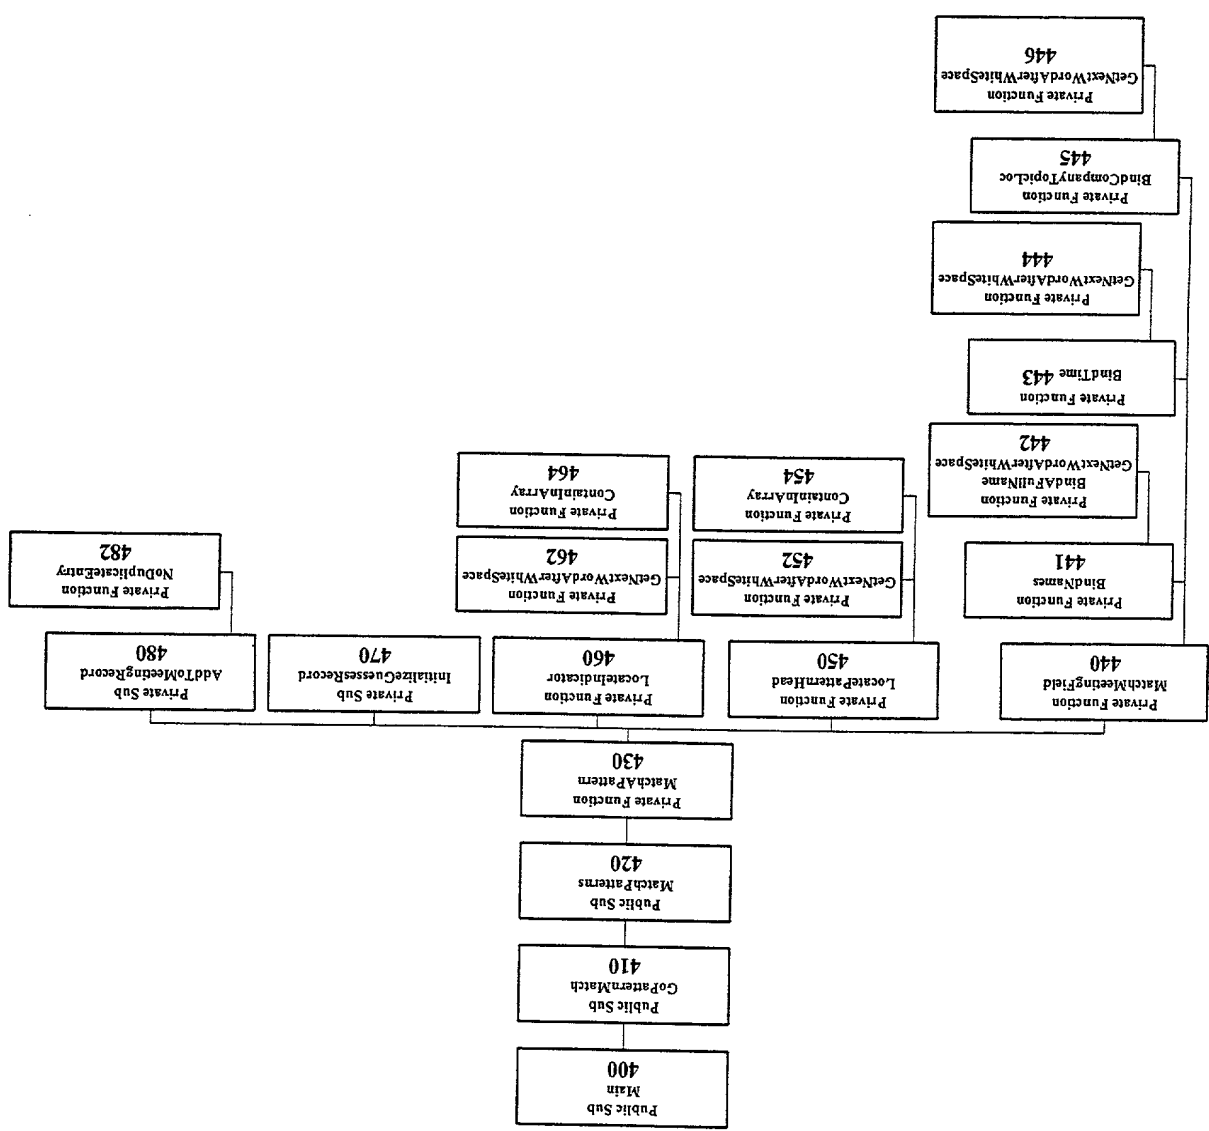 Public Sub
Main
400
Public Sub
GoPatternMatch
410
Public Sub
MatchPatterns
420
Private Function
MatchAPattern
430
Private Function
MatchMeetingField
440
Private Function
BindNames
441
Private Function
BindAFullName
GetNextWordAfterWhiteSpace
442
Private Function
BindTime 443
Private Function
GetNextWordAfterWhiteSpace
444
Private Function
BindCompanyTopicLoc
445
Private Function
GetNextWordAfterWhiteSpace
446
Private Function
LocatePatternHead
450
Private Function
GetNextWordAfterWhiteSpace
452
Private Function
ContainInArray
454
Private Function
LocateIndicator
460
Private Function
GetNextWordAfterWhiteSpace
462
Private Function
ContainInArray
464
Private Sub
InitializeGuessesRecord
470
Private Sub
AddToMeetingRecord
480
Private Function
NoDuplicateEntry
482